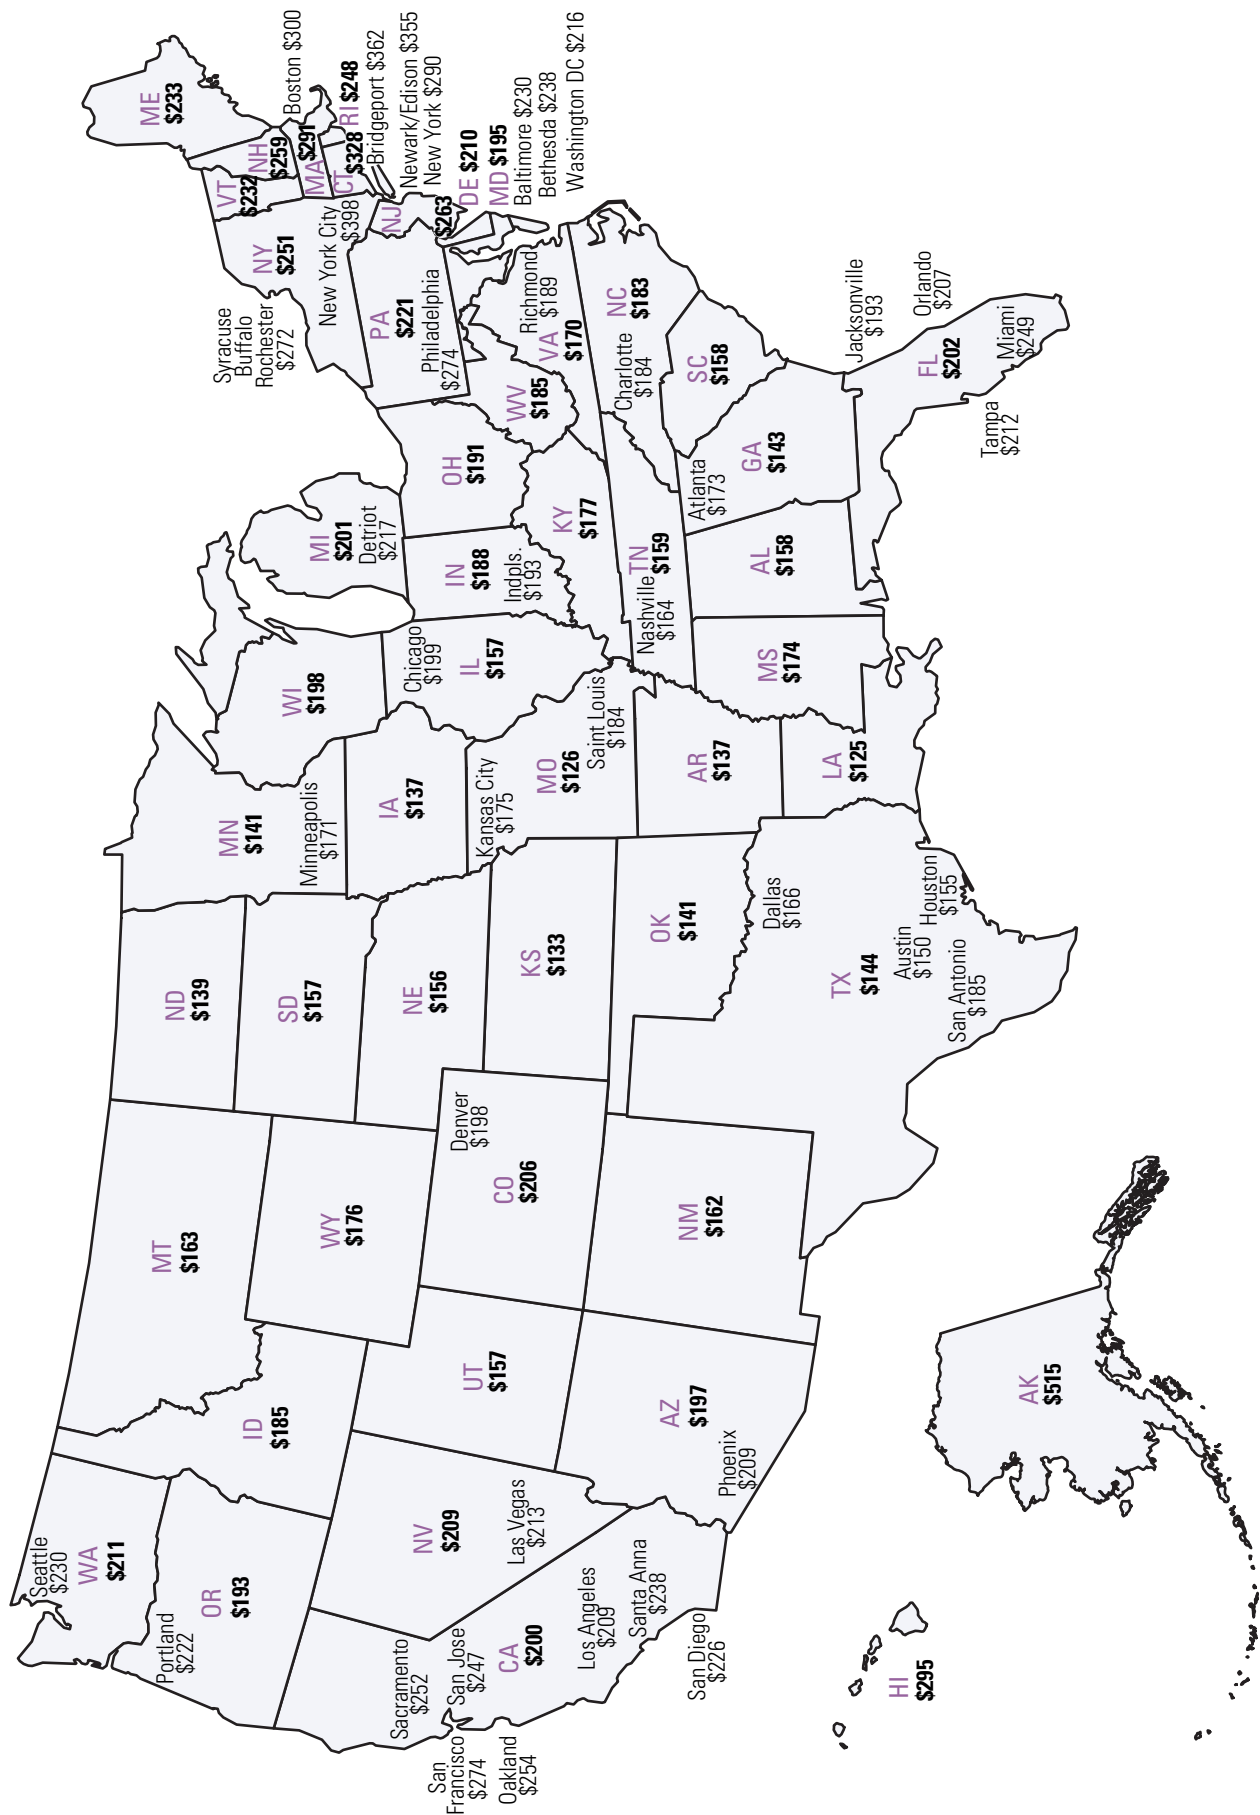 Seattle
$230
WA
$211
Portland
$222
OR
$193
ID
$185
MT
$163
WY
$176
NV
$209
Las Vegas
$213
UT
$157
CO
$206
Denver
$198
Sacramento
$252
San
Francisco
$274
San Jose
$247
Oakland
$254
CA
$200
Los Angeles
$209
Santa Anna
$238
San Diego
$226
AZ
$197
Phoenix
$209
NM
$162
ND
$139
SD
$157
NE
$156
KS
$133
OK
$141
TX
$144
Dallas
$166
Austin
$150
Houston
$155
San Antonio
$185
MN
$141
Minneapolis
$171
IA
$137
Kansas City
$175
MO
$126
Saint Louis
$184
AR
$137
LA
$125
WI
$198
Chicago
$199
IL
$157
MI
$201
Detriot
$217
IN
$188
Indpls.
$193
OH
$191
KY
$177
Nashville
$164
TN
$159
MS
$174
AL
$158
Atlanta
$173
GA
$143
SC
$158
Charlotte
$184
NC
$183
WV
$185
Richmond
$189
VA
$170
Jacksonville
$193
Orlando
$207
FL
$202
Tampa
$212
Miami
$249
PA
$221
Philadelphia
$274
Syracuse
Buffalo
Rochester
$272
NY
$251
New York City
$398
VT
$232
NH
$259
ME
$233
Boston $300
MA
$291
RI $248
CT
$328
Bridgeport $362
NJ
$263
Newark/Edison $355
New York $290
DE $210
MD $195
Baltimore $230
Bethesda $238
Washington DC $216
AK
$515
HI
$295